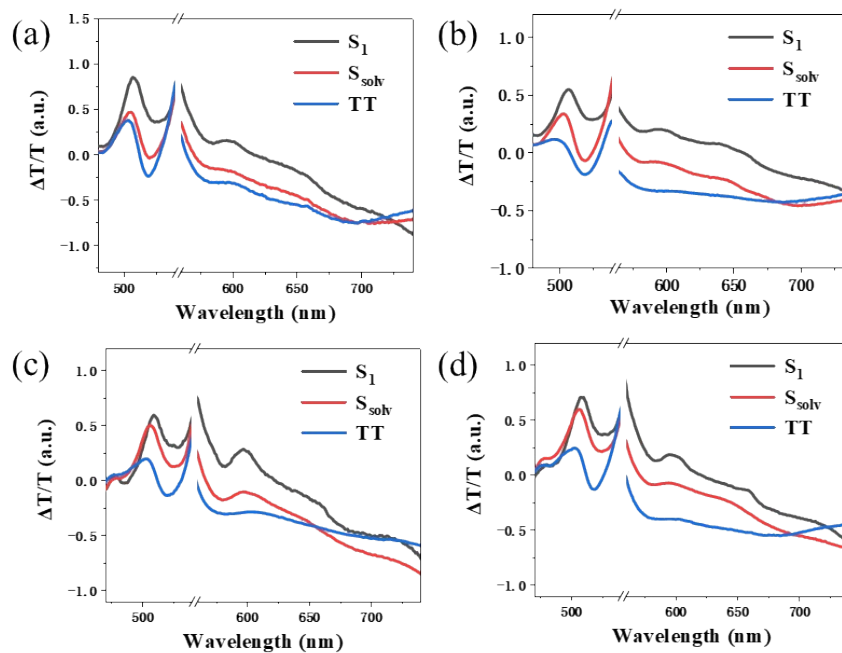 (a)
1.5
1.0
0.5
0.0
−0.5
−1.0
ΔT/T (a.u.)
500
600
650
700
Wavelength (nm)
S1
Ssolv
TT
(b)
1.0
0.5
0.0
−0.5
−1.0
ΔT/T (a.u.)
500
600
650
700
Wavelength (nm)
S1
Ssolv
TT
(c)
1.0
0.5
0.0
−0.5
−1.0
ΔT/T (a.u.)
500
600
650
700
Wavelength (nm)
S1
Ssolv
TT
(d)
1.0
0.5
0.0
−0.5
−1.0
ΔT/T (a.u.)
500
600
650
700
Wavelength (nm)
S1
Ssolv
TT